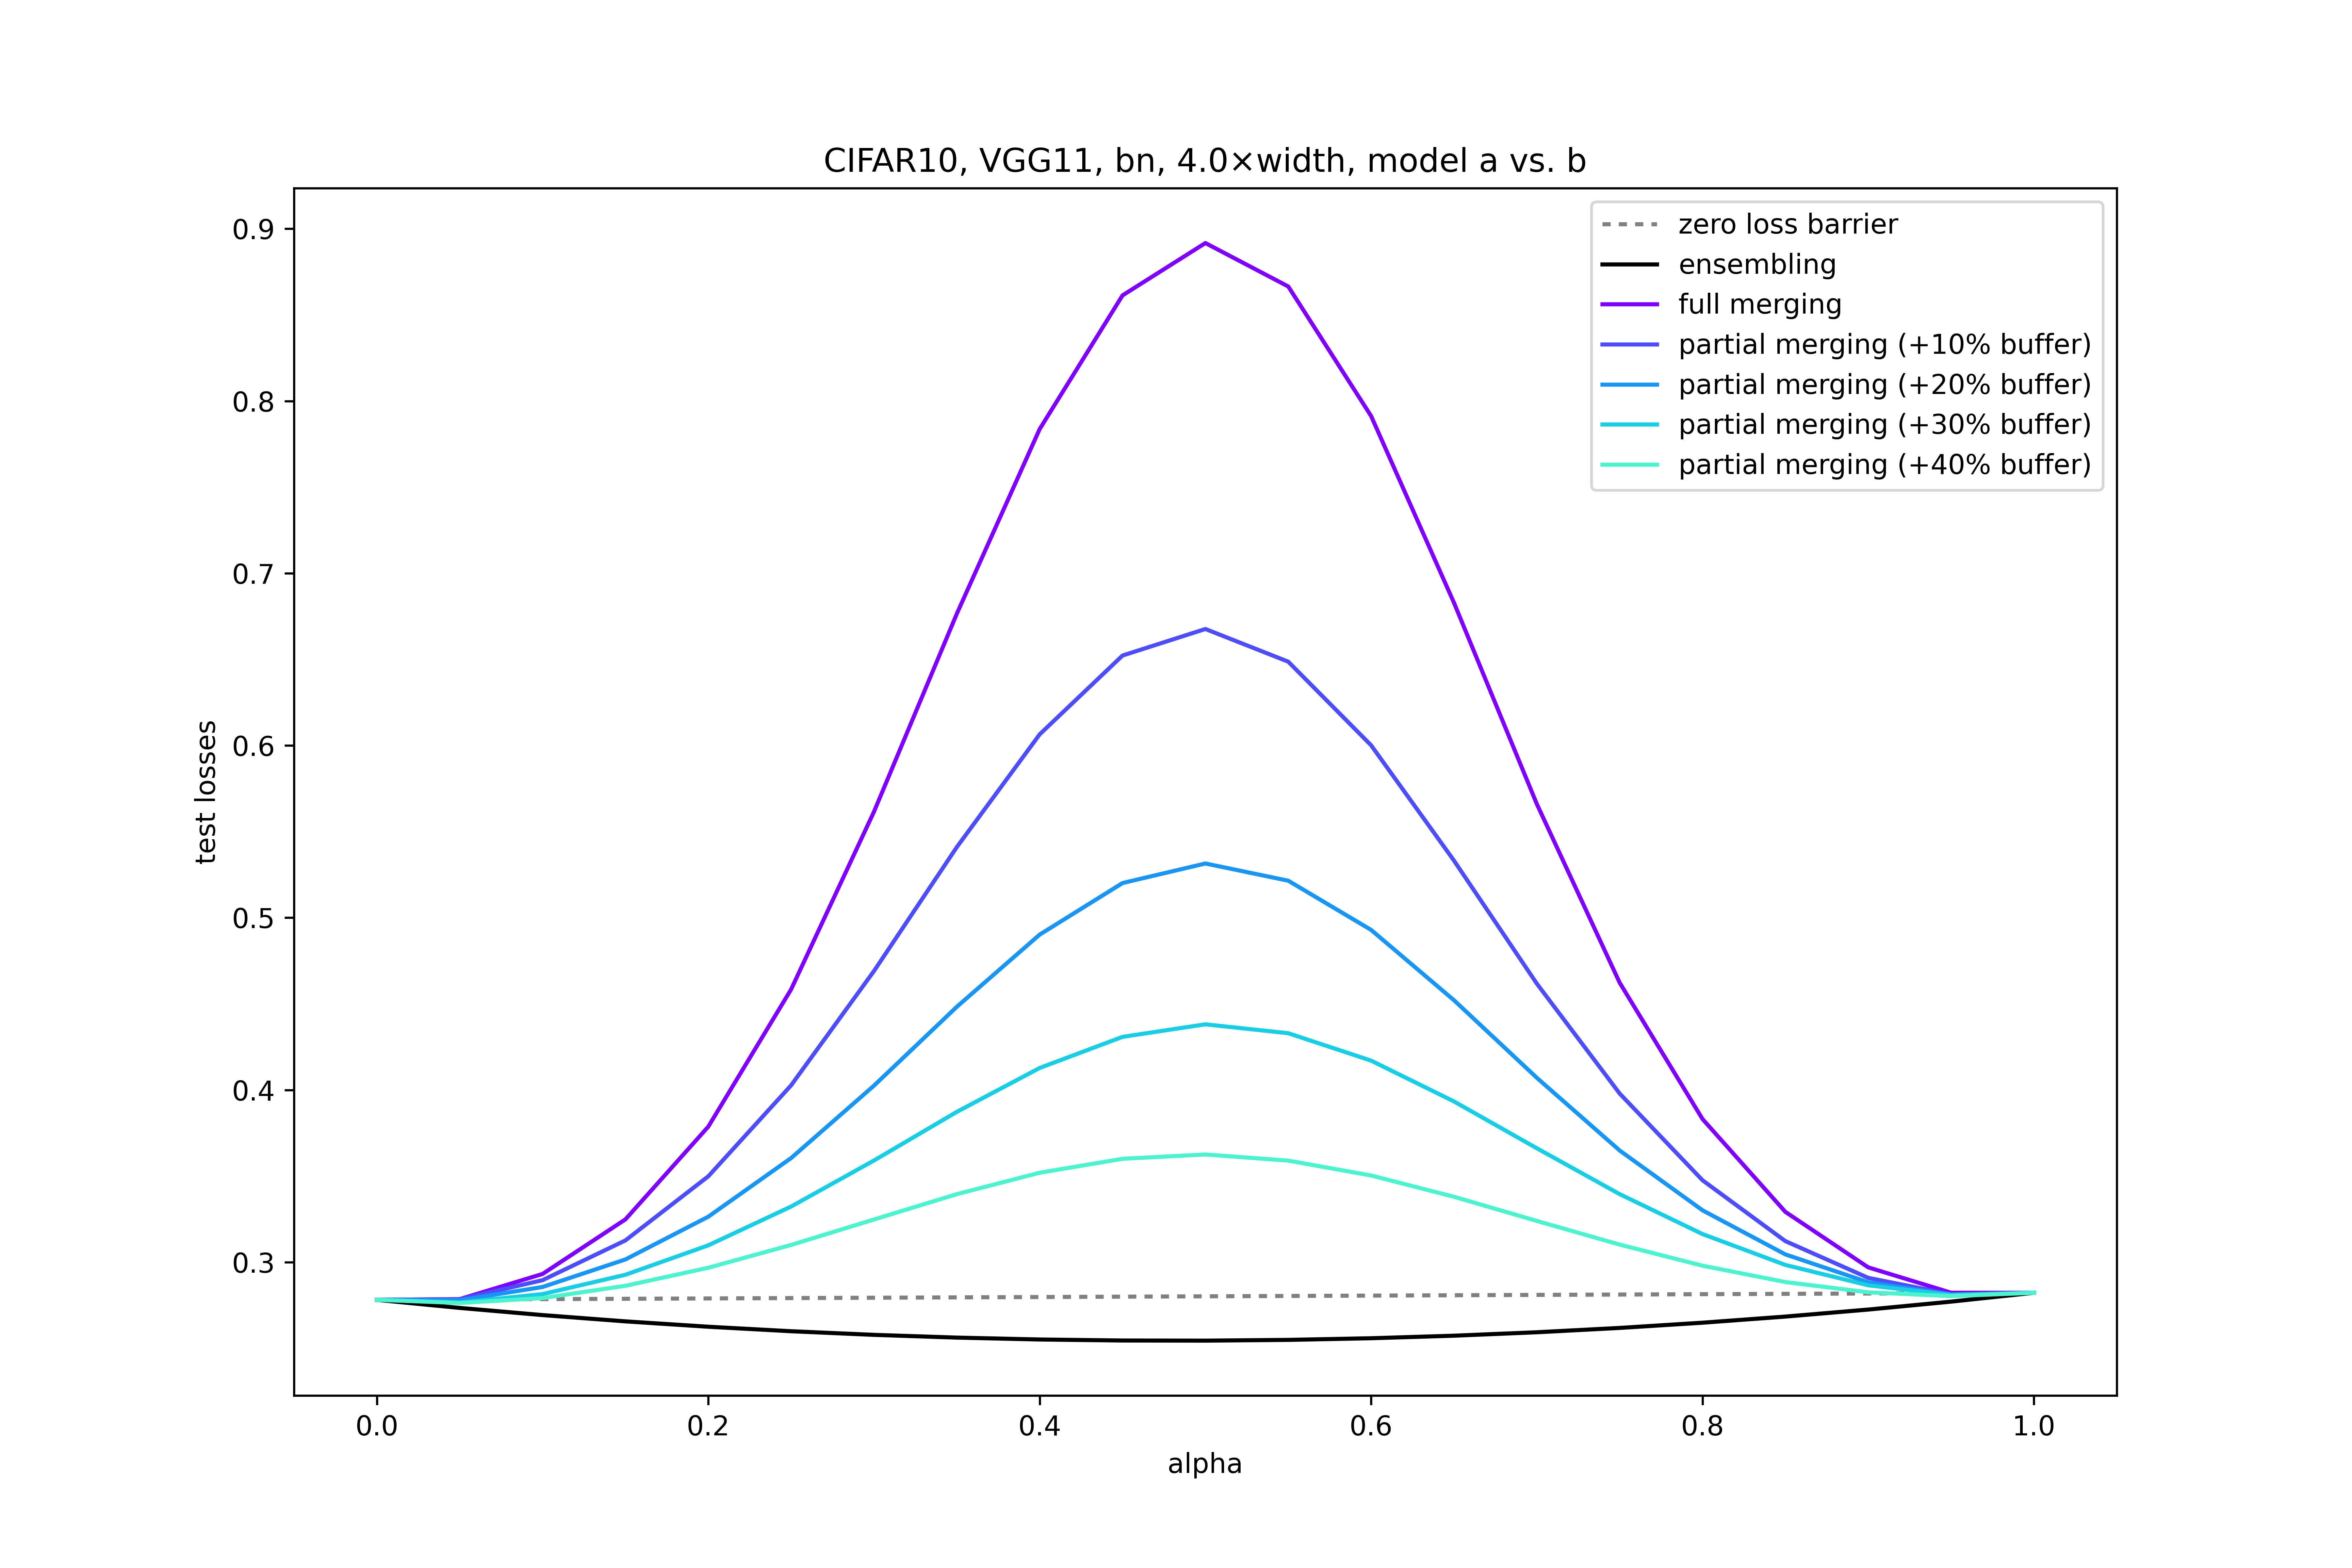 CIFAR10, VGG11, bn, 4.0×width, model a vs. b
zero loss barrier
ensembling
full merging
partial merging (+10% buffer)
partial merging (+20% buffer)
partial merging (+30% buffer)
partial merging (+40% buffer)
test losses
0.9
0.8
0.7
0.6
0.5
0.4
0.3
0.0 0.2 0.4 0.6 0.8 1.0
alpha